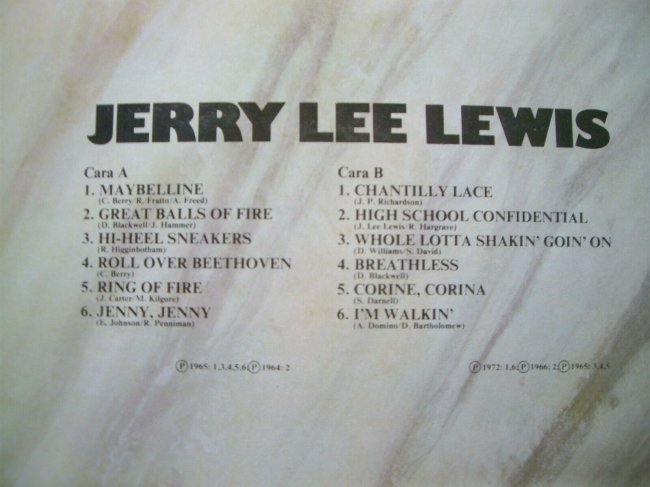 JERRY LEE LEWIS
Cara A
1. MAYBELLINE
(C. Berry/R. Fratto/A. Freed)
2. GREAT BALLS OF FIRE
(D. Blackwell/J. Hammer)
3. HI-HEEL SNEAKERS
(R. Higginbotham)
4. ROLL OVER BEETHOVEN
(C. Berry)
5. RING OF FIRE
(J. Carter/M. Kilgore)
6. JENNY, JENNY
(E. Johnson/R. Penniman)
Ⓟ 1965: 1,3,4,5,6; Ⓟ 1964: 2
Cara B
1. CHANTILLY LACE
(J. P. Richardson)
2. HIGH SCHOOL CONFIDENTIAL
(J. Lee Lewis/R. Hargrave)
3. WHOLE LOTTA SHAKIN' GOIN' ON
(D. Williams/S. David)
4. BREATHLESS
(D. Blackwell)
5. CORINE, CORINA
(S. Darnell)
6. I'M WALKIN'
(A. Domino/D. Bartholomew)
Ⓟ 1972: 1,6; Ⓟ 1966: 2; Ⓟ 1965: 3,4,5